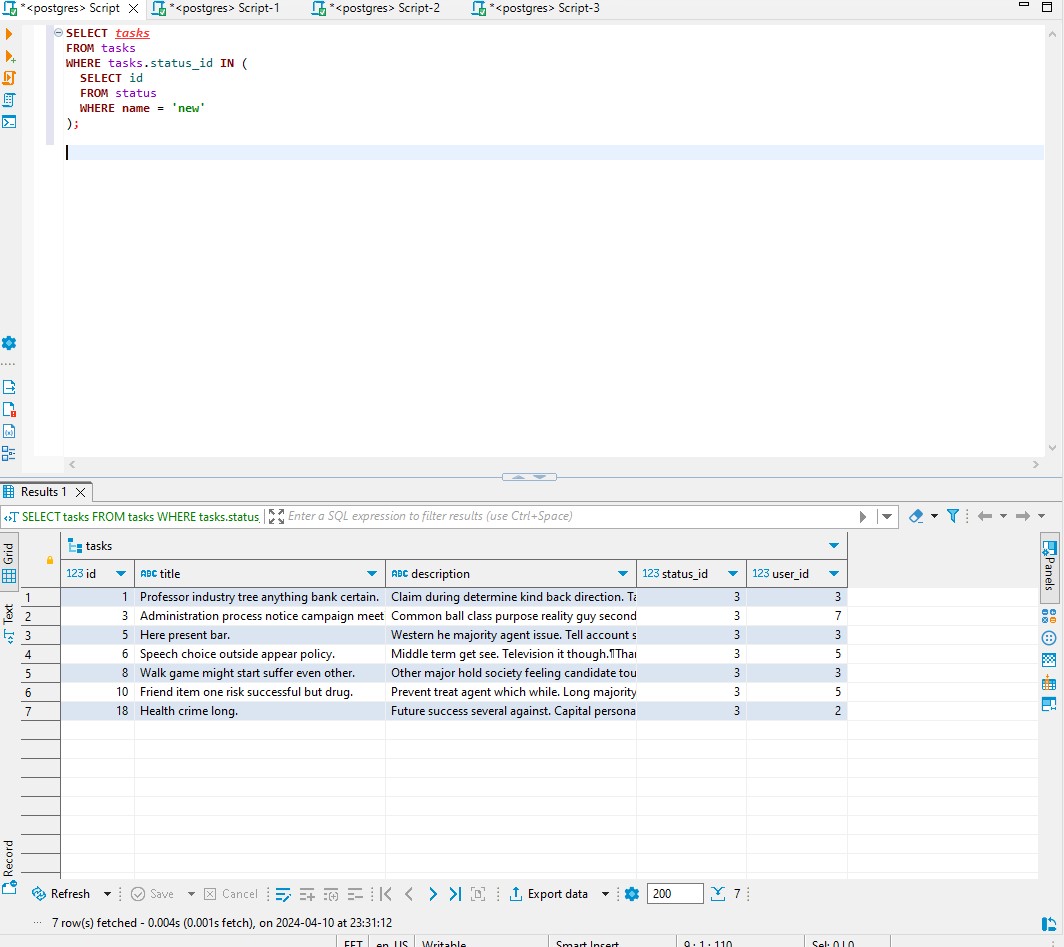 *<postgres> Script *<postgres> Script-1 *<postgres> Script-2 *<postgres> Script-3
SELECT tasks
FROM tasks
WHERE tasks.status_id IN (
SELECT id
FROM status
WHERE name = 'new'
);
Results 1
SELECT tasks FROM tasks WHERE tasks.status_ Enter a SQL expression to filter results (use Ctrl+Space)
Grid
Text
Record
Panels
tasks
123 id ABC title ABC description 123 status_id 123 user_id
1 1 Professor industry tree anything bank certain. Claim during determine kind back direction. Ta 3 3
2 3 Administration process notice campaign meet Common ball class purpose reality guy second 3 7
3 5 Here present bar. Western he majority agent issue. Tell account s 3 3
4 6 Speech choice outside appear policy. Middle term get see. Television it though.¶Thar 3 5
5 8 Walk game might start suffer even other. Other major hold society feeling candidate tou 3 3
6 10 Friend item one risk successful but drug. Prevent treat agent which while. Long majority 3 5
7 18 Health crime long. Future success several against. Capital persona 3 2
Refresh Save Cancel Export data 200 7
7 row(s) fetched - 0.004s (0.001s fetch), on 2024-04-10 at 23:31:12
EET en_US Writable Smart Insert 9 : 1 : 110 Sel: 0 | 0